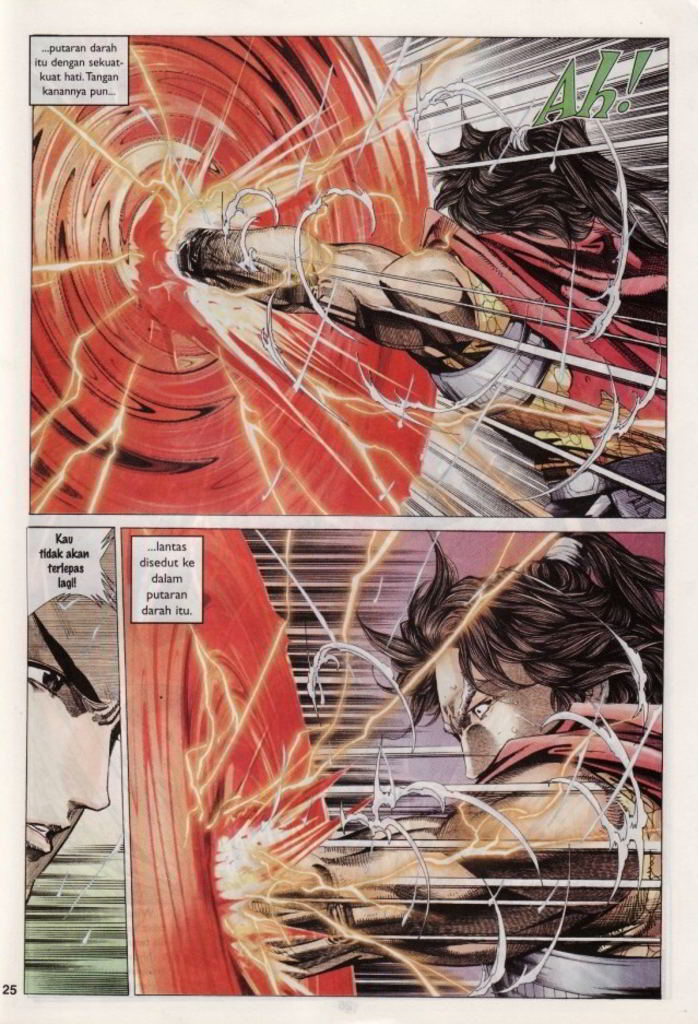 ...putaran darah
itu dengan sekuat-
kuat hati. Tangan
kanannya pun...
Ah!
Kau
tidak akan
terlepas
lagi!
...lantas
disedut ke
dalam
putaran
darah itu.
25